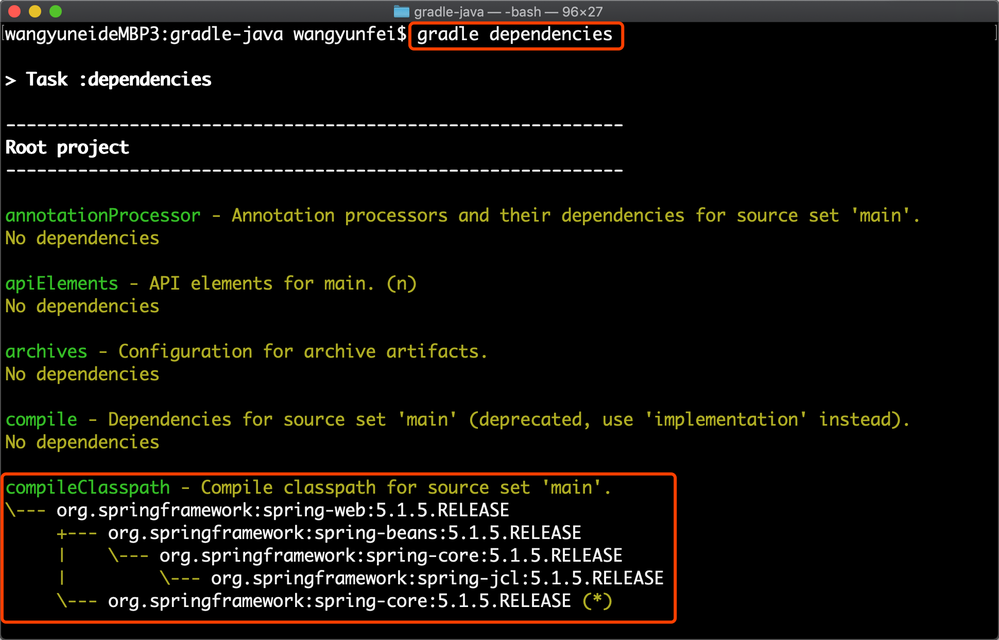 gradle-java — -bash — 96×27
wangyuneideMBP3:gradle-java wangyunfei$ gradle dependencies
> Task :dependencies
------------------------------------------------------------
Root project
------------------------------------------------------------
annotationProcessor - Annotation processors and their dependencies for source set 'main'.
No dependencies
apiElements - API elements for main. (n)
No dependencies
archives - Configuration for archive artifacts.
No dependencies
compile - Dependencies for source set 'main' (deprecated, use 'implementation' instead).
No dependencies
compileClasspath - Compile classpath for source set 'main'.
\--- org.springframework:spring-web:5.1.5.RELEASE
     +--- org.springframework:spring-beans:5.1.5.RELEASE
     |    \--- org.springframework:spring-core:5.1.5.RELEASE
     |         \--- org.springframework:spring-jcl:5.1.5.RELEASE
     \--- org.springframework:spring-core:5.1.5.RELEASE (*)